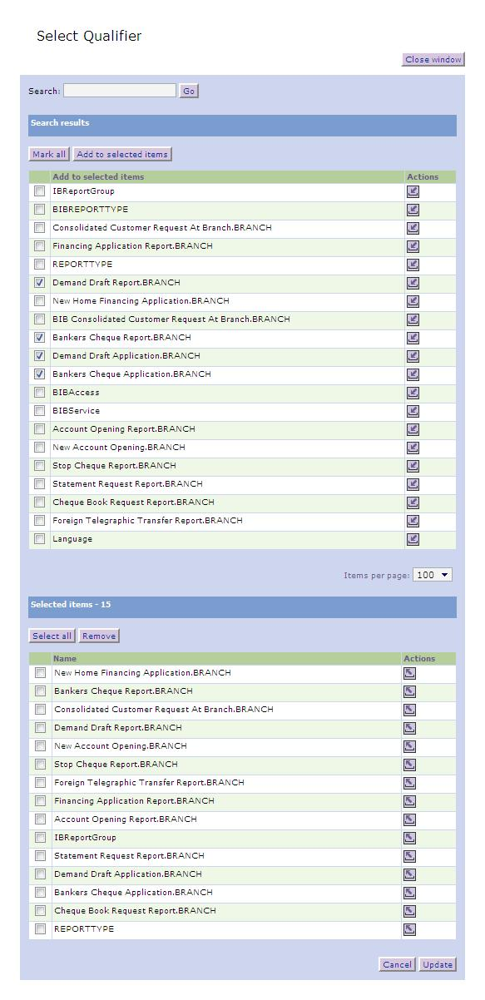 Select Qualifier
Close window
Search: Go
Search results
Mark all Add to selected items
Add to selected items Actions
IBReportGroup
BIBREPORTTYPE
Consolidated Customer Request At Branch.BRANCH
Financing Application Report.BRANCH
REPORTTYPE
Demand Draft Report.BRANCH
New Home Financing Application.BRANCH
BIB Consolidated Customer Request At Branch.BRANCH
Bankers Cheque Report.BRANCH
Demand Draft Application.BRANCH
Bankers Cheque Application.BRANCH
BIBAccess
BIBService
Account Opening Report.BRANCH
New Account Opening.BRANCH
Stop Cheque Report.BRANCH
Statement Request Report.BRANCH
Cheque Book Request Report.BRANCH
Foreign Telegraphic Transfer Report.BRANCH
Language
Items per page: 100
Selected items - 15
Select all Remove
Name Actions
New Home Financing Application.BRANCH
Bankers Cheque Report.BRANCH
Consolidated Customer Request At Branch.BRANCH
Demand Draft Report.BRANCH
New Account Opening.BRANCH
Stop Cheque Report.BRANCH
Foreign Telegraphic Transfer Report.BRANCH
Financing Application Report.BRANCH
Account Opening Report.BRANCH
IBReportGroup
Statement Request Report.BRANCH
Demand Draft Application.BRANCH
Bankers Cheque Application.BRANCH
Cheque Book Request Report.BRANCH
REPORTTYPE
Cancel Update